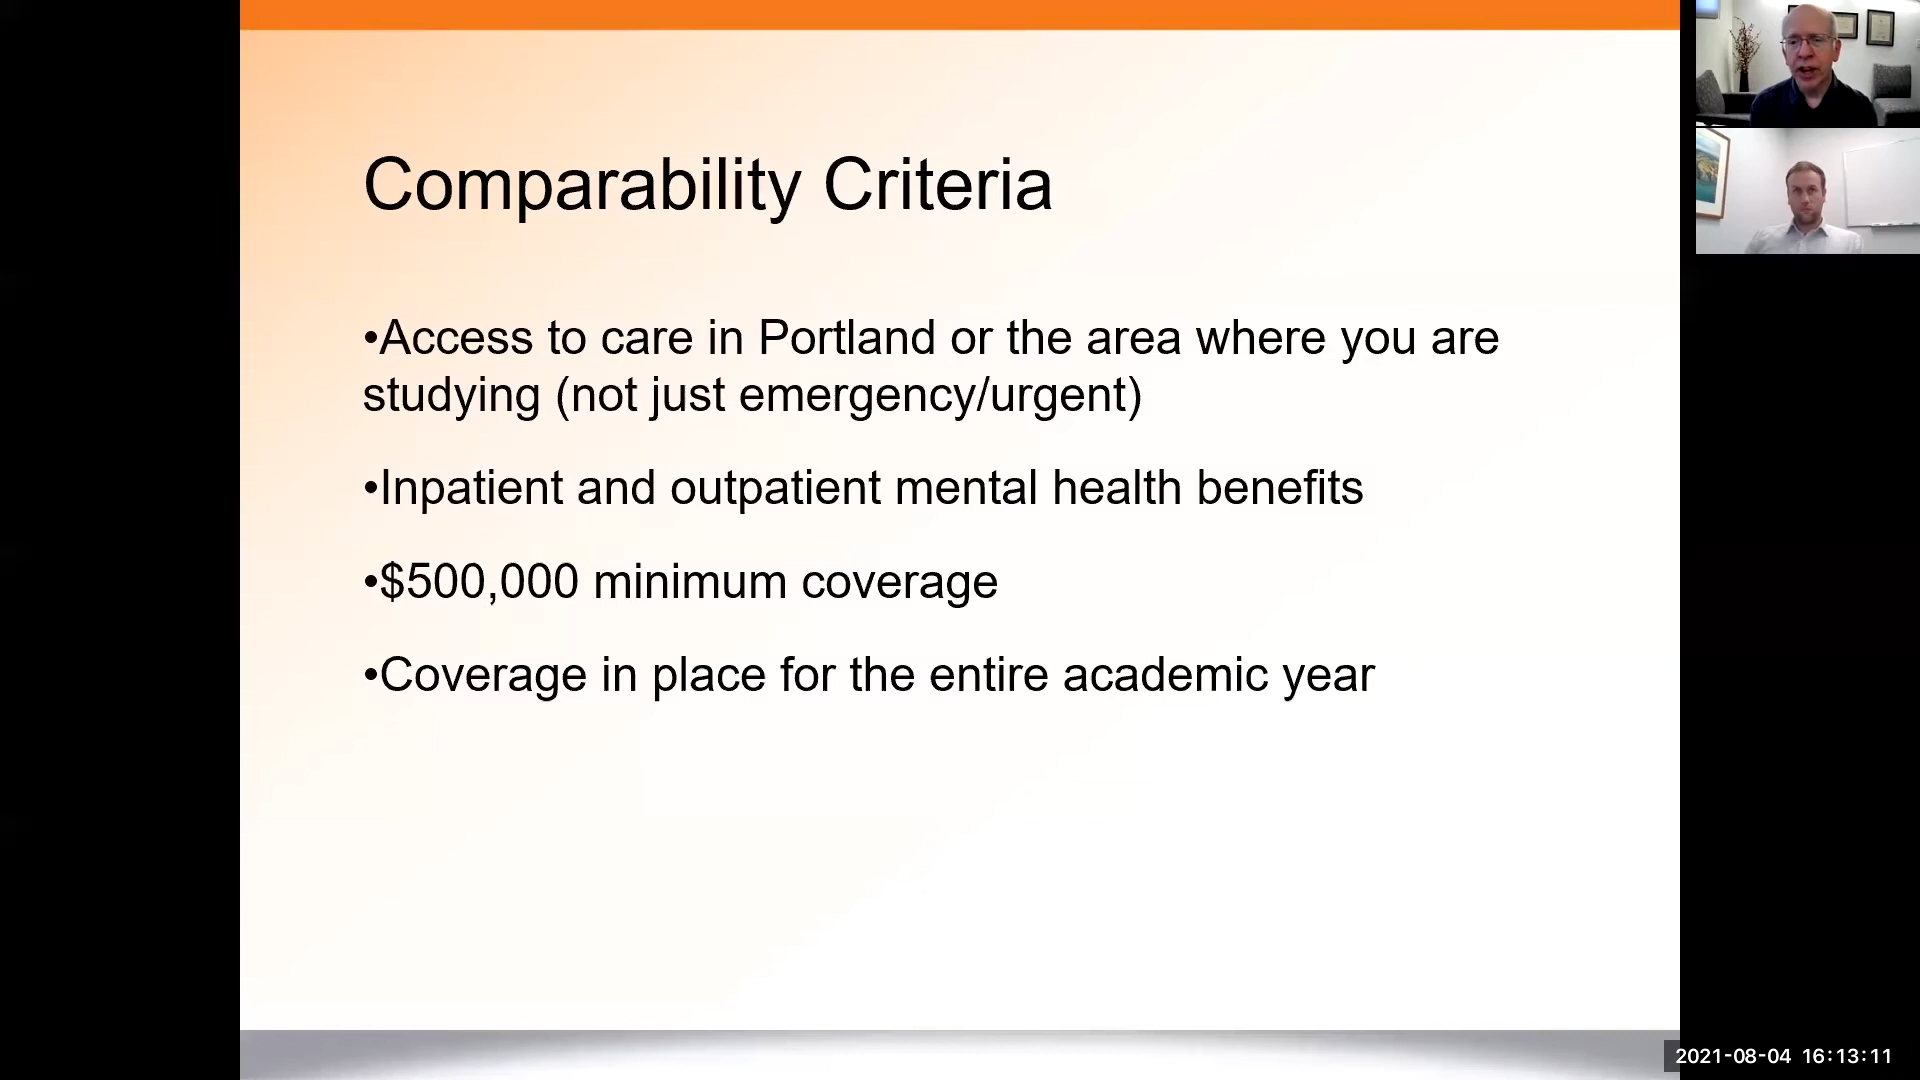 Comparability Criteria
•Access to care in Portland or the area where you are
studying (not just emergency/urgent)
•Inpatient and outpatient mental health benefits
•$500,000 minimum coverage
•Coverage in place for the entire academic year
2021-08-04 16:13:11